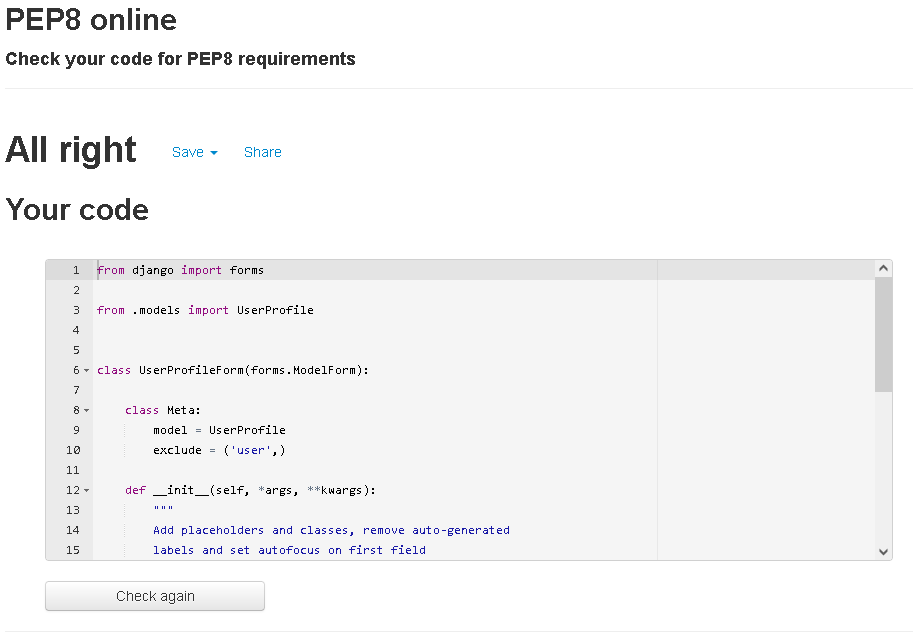 PEP8 online
Check your code for PEP8 requirements
All right Save Share
Your code
1 from django import forms
2
3 from .models import UserProfile
4
5
6 class UserProfileForm(forms.ModelForm):
7
8     class Meta:
9         model = UserProfile
10         exclude = ('user',)
11
12     def __init__(self, *args, **kwargs):
13         """
14         Add placeholders and classes, remove auto-generated
15         labels and set autofocus on first field
Check again